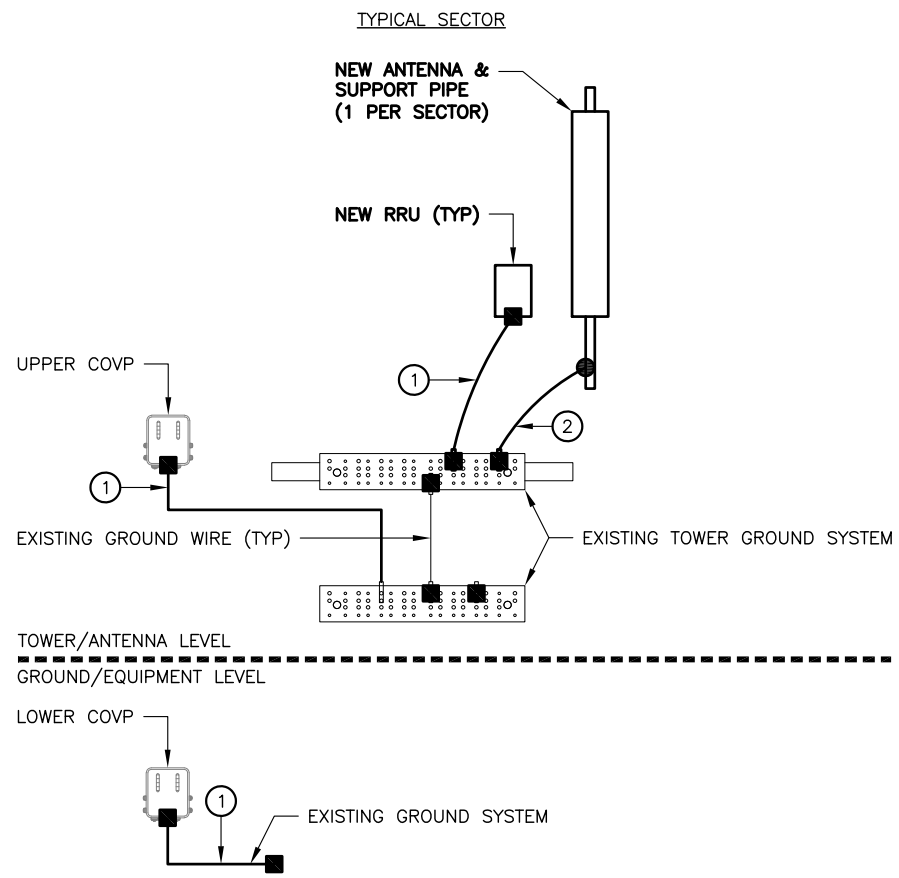 TYPICAL SECTOR
NEW ANTENNA &
SUPPORT PIPE
(1 PER SECTOR)
NEW RRU (TYP)
UPPER COVP
1
2
1
EXISTING GROUND WIRE (TYP)
EXISTING TOWER GROUND SYSTEM
TOWER/ANTENNA LEVEL
GROUND/EQUIPMENT LEVEL
LOWER COVP
1
EXISTING GROUND SYSTEM